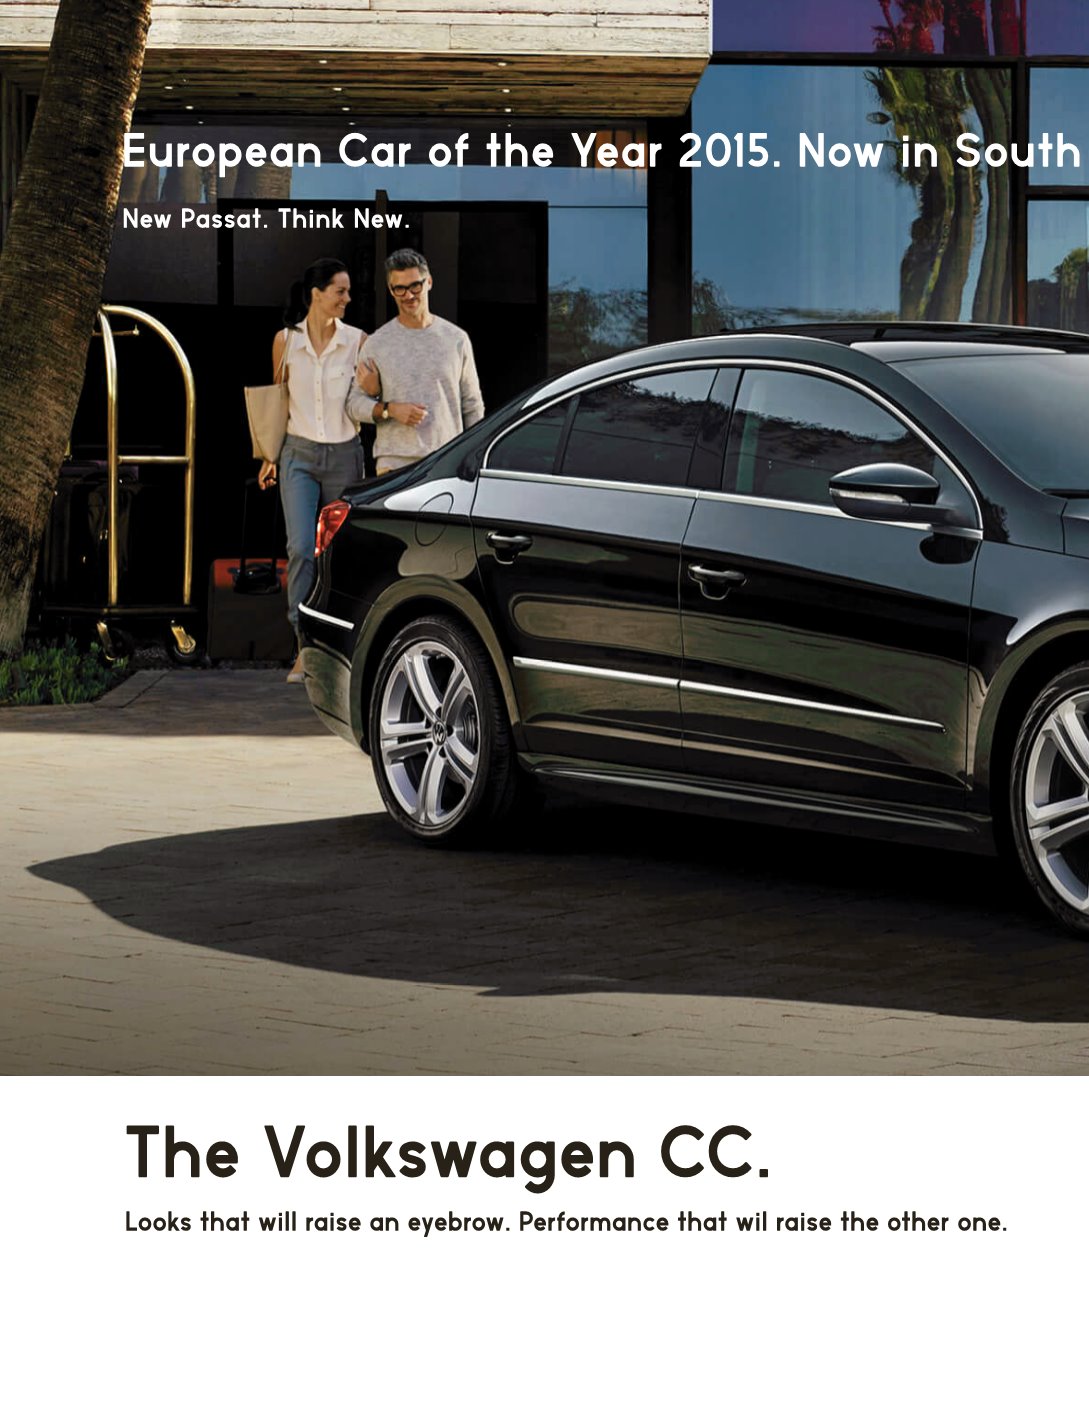 European Car of the Year 2015. Now in South
New Passat. Think New.
The Volkswagen CC.
Looks that will raise an eyebrow. Performance that wil raise the other one.